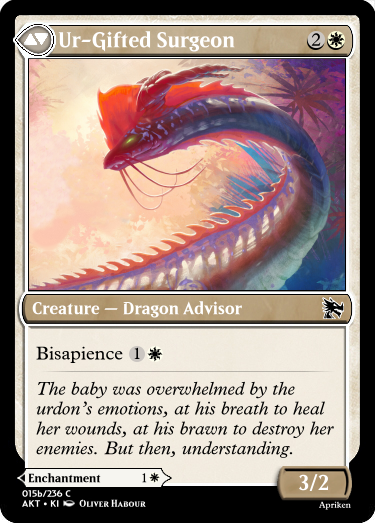 Ur-Gifted Surgeon 2
Creature — Dragon Advisor
Bisapience 1
The baby was overwhelmed by the
urdon's emotions, at his breath to heal
her wounds, at his brawn to destroy her
enemies. But then, understanding.
Enchantment 1
3/2
015b/236 C
AKT • KI Oliver Habour
Apriken